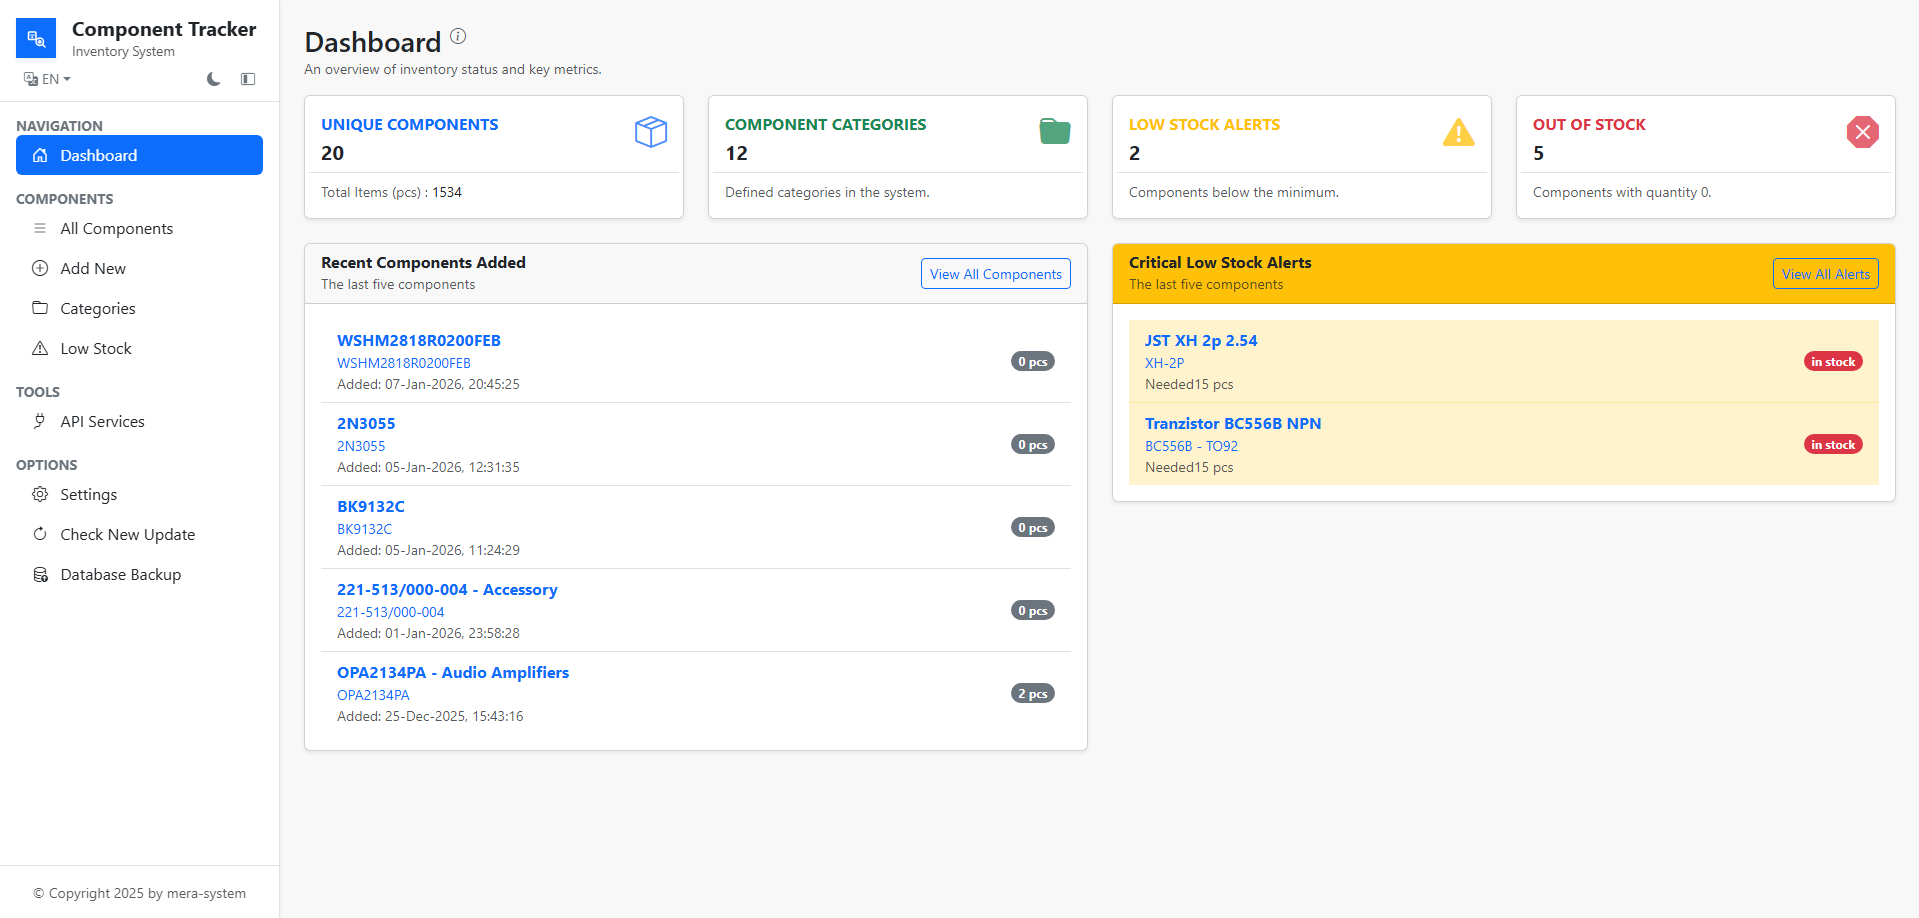 Component Tracker
Inventory System
EN
NAVIGATION
Dashboard
COMPONENTS
All Components
Add New
Categories
Low Stock
TOOLS
API Services
OPTIONS
Settings
Check New Update
Database Backup
© Copyright 2025 by mera-system
Dashboard
An overview of inventory status and key metrics.
UNIQUE COMPONENTS
20
Total Items (pcs) : 1534
COMPONENT CATEGORIES
12
Defined categories in the system.
LOW STOCK ALERTS
2
Components below the minimum.
OUT OF STOCK
5
Components with quantity 0.
Recent Components Added
The last five components
View All Components
WSHM2818R0200FEB
WSHM2818R0200FEB
Added: 07-Jan-2026, 20:45:25
0 pcs
2N3055
2N3055
Added: 05-Jan-2026, 12:31:35
0 pcs
BK9132C
BK9132C
Added: 05-Jan-2026, 11:24:29
0 pcs
221-513/000-004 - Accessory
221-513/000-004
Added: 01-Jan-2026, 23:58:28
0 pcs
OPA2134PA - Audio Amplifiers
OPA2134PA
Added: 25-Dec-2025, 15:43:16
2 pcs
Critical Low Stock Alerts
The last five components
View All Alerts
JST XH 2p 2.54
XH-2P
Needed15 pcs
in stock
Tranzistor BC556B NPN
BC556B - TO92
Needed15 pcs
in stock